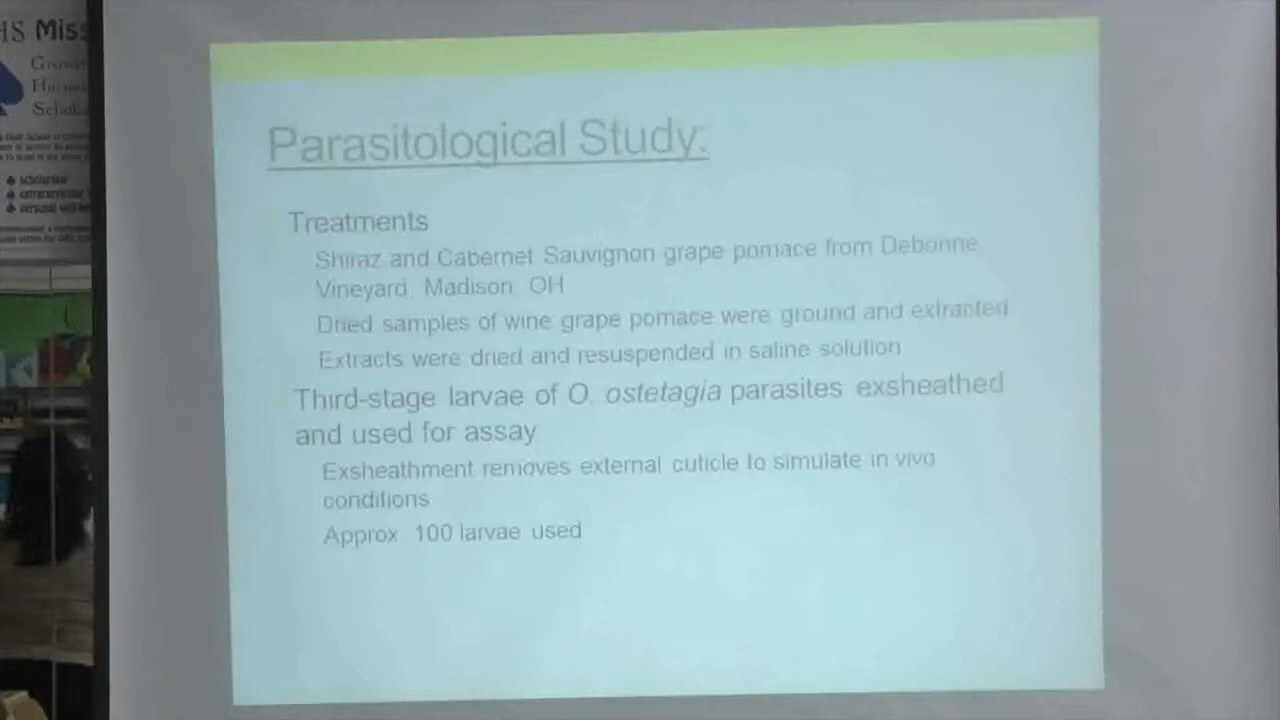 HS Miss
Parasitological Study:
Treatments
Shiraz and Cabernet Sauvignon grape pomace from Debonne
Vineyard, Madison, OH
Dried samples of wine grape pomace were ground and extracted
Extracts were dried and resuspended in saline solution
Third-stage larvae of O. ostetagia parasites exsheathed
and used for assay
Exsheathment removes external cuticle to simulate in vivo
conditions
Approx 100 larvae used